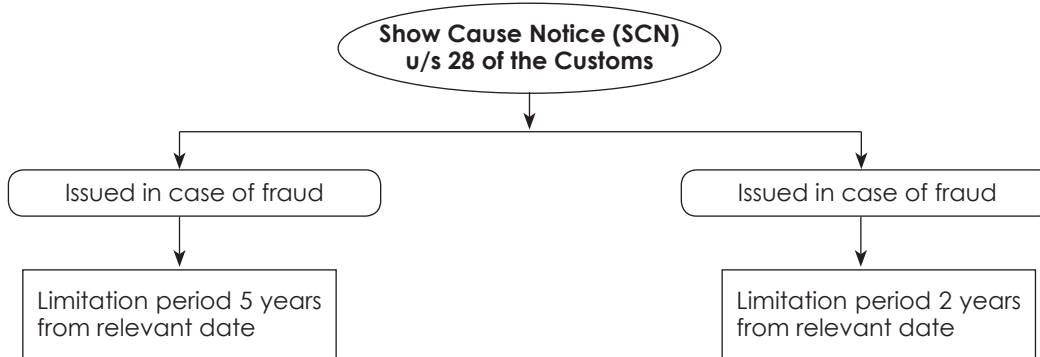 Show Cause Notice (SCN)
u/s 28 of the Customs
Issued in case of fraud
Issued in case of fraud
Limitation period 5 years
from relevant date
Limitation period 2 years
from relevant date